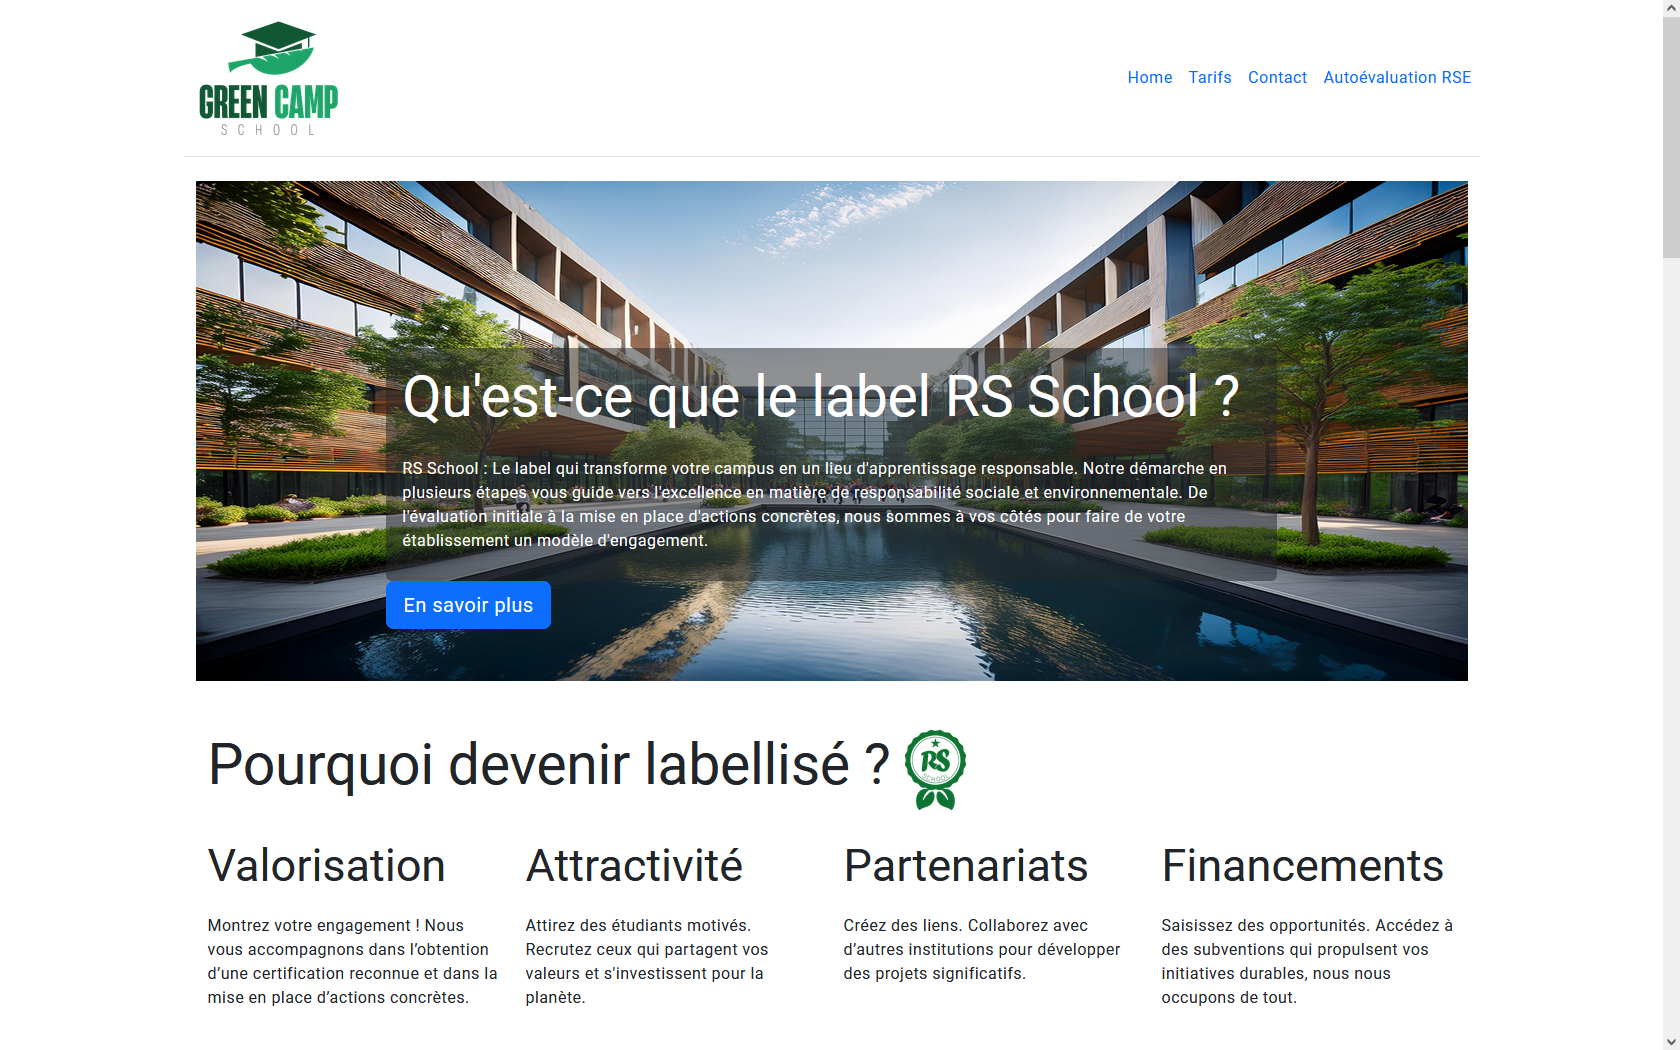 GREEN CAMP
SCHOOL
Home Tarifs Contact Autoévaluation RSE
Qu'est-ce que le label RS School ?
RS School : Le label qui transforme votre campus en un lieu d'apprentissage responsable. Notre démarche en
plusieurs étapes vous guide vers l'excellence en matière de responsabilité sociale et environnementale. De
l'évaluation initiale à la mise en place d'actions concrètes, nous sommes à vos côtés pour faire de votre
établissement un modèle d'engagement.
En savoir plus
Pourquoi devenir labellisé ?
RS
SCHOOL
Valorisation
Montrez votre engagement ! Nous
vous accompagnons dans l’obtention
d’une certification reconnue et dans la
mise en place d’actions concrètes.
Attractivité
Attirez des étudiants motivés.
Recrutez ceux qui partagent vos
valeurs et s'investissent pour la
planète.
Partenariats
Créez des liens. Collaborez avec
d’autres institutions pour développer
des projets significatifs.
Financements
Saisissez des opportunités. Accédez à
des subventions qui propulsent vos
initiatives durables, nous nous
occupons de tout.